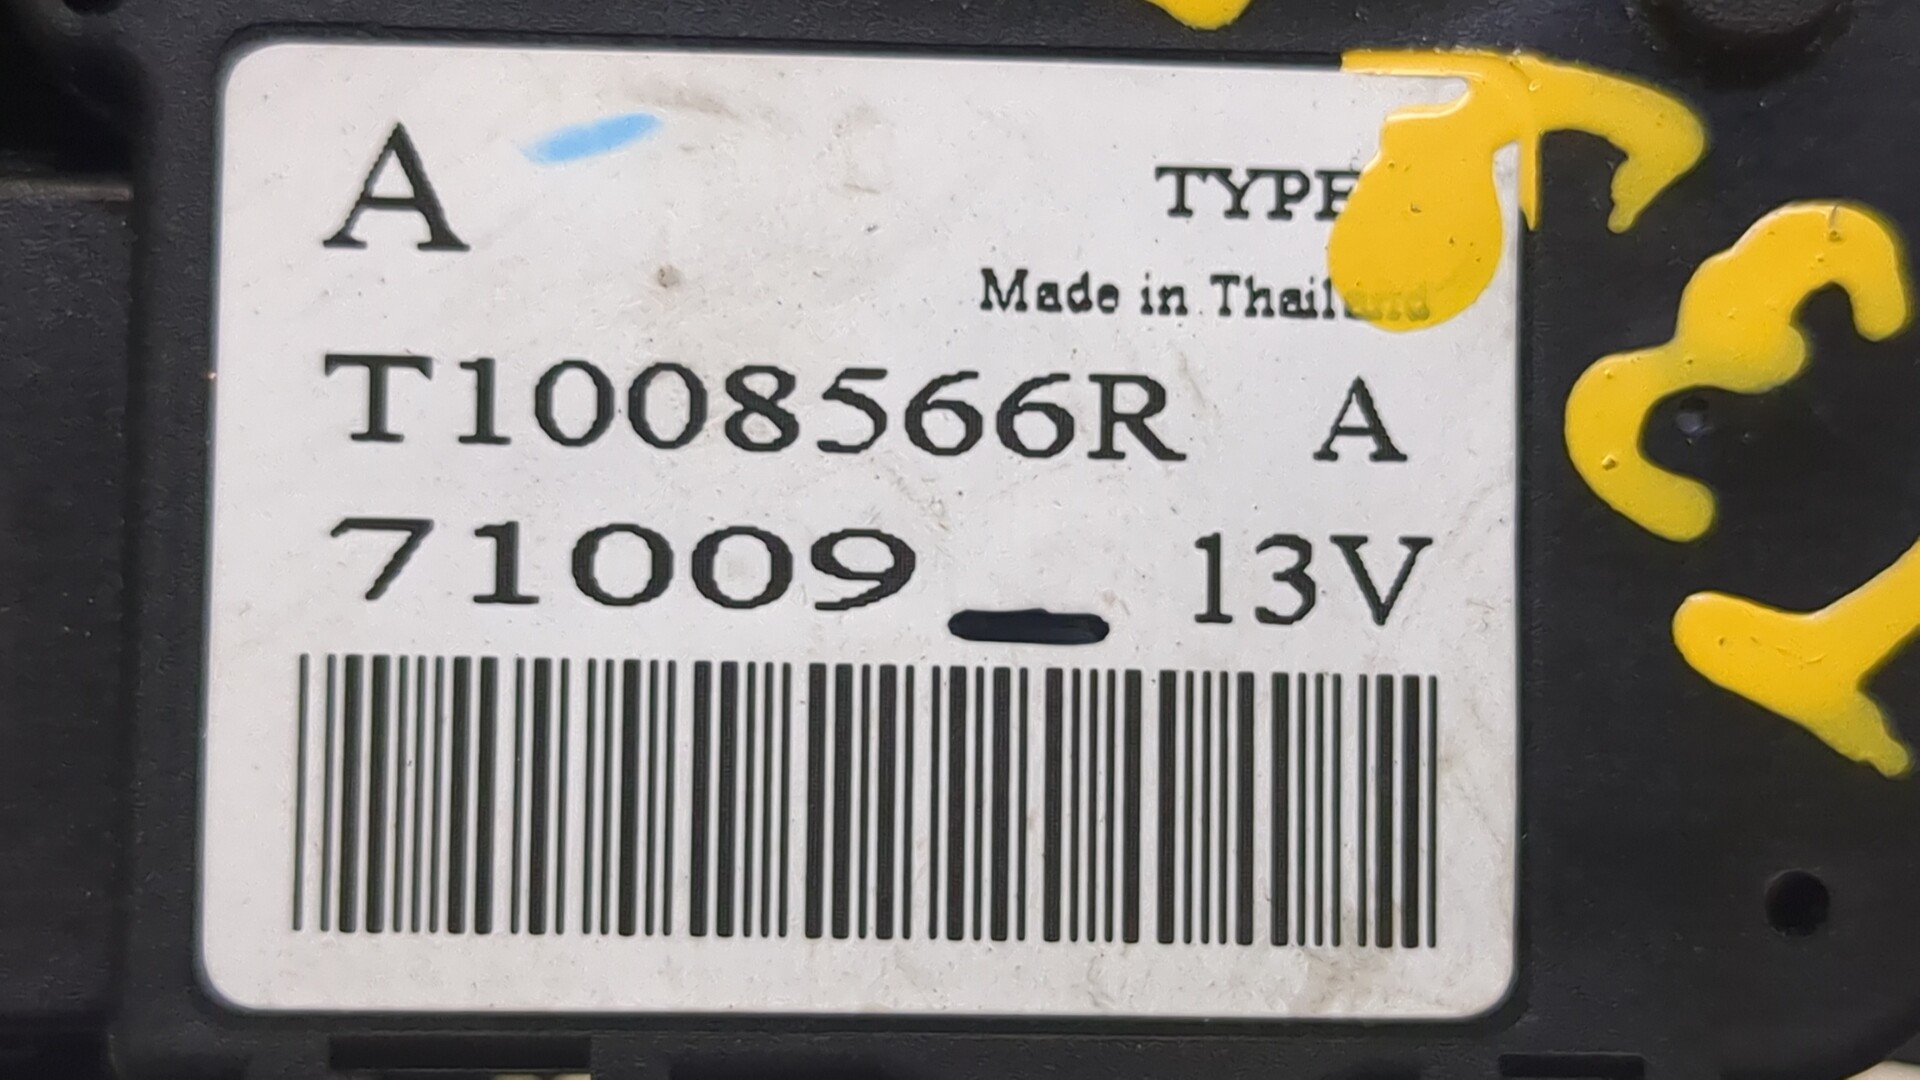 A
TYPE
Made in Thailand
T1008566R A
71009 13V